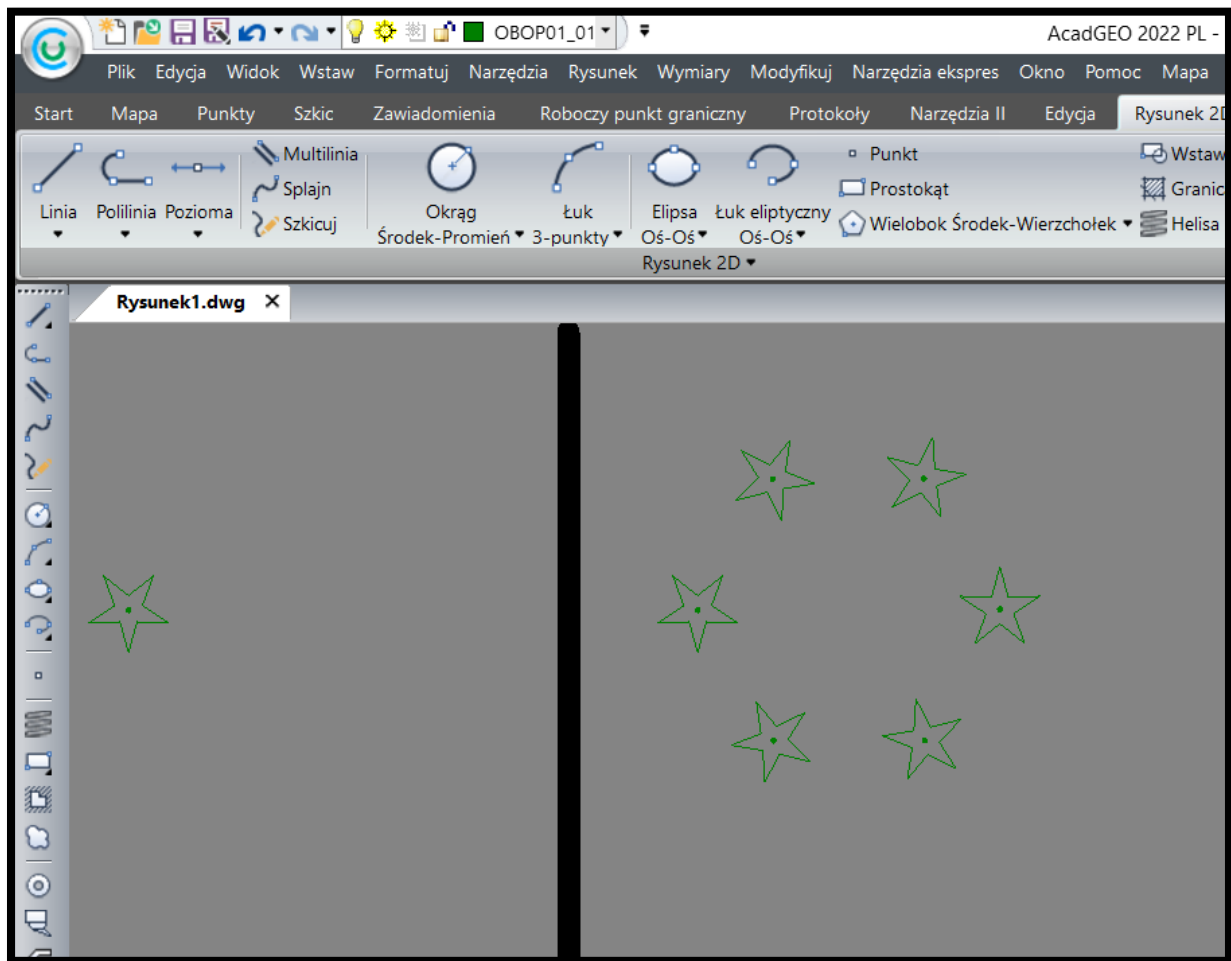 OBOP01_01 AcadGEO 2022 PL -
Plik Edycja Widok Wstaw Formatuj Narzędzia Rysunek Wymiary Modyfikuj Narzędzia ekspres Okno Pomoc Mapa
Start Mapa Punkty Szkic Zawiadomienia Roboczy punkt graniczny Protokoły Narzędzia II Edycja Rysunek 2D
Multilinia Punkt Wstaw
Splajn Prostokąt Granic
Linia Polilinia Pozioma Szkicuj Okrąg Łuk Elipsa Łuk eliptyczny Wielobok Środek-Wierzchołek Helisa
Środek-Promień 3-punkty Oś-Oś Oś-Oś
Rysunek 2D
Rysunek1.dwg